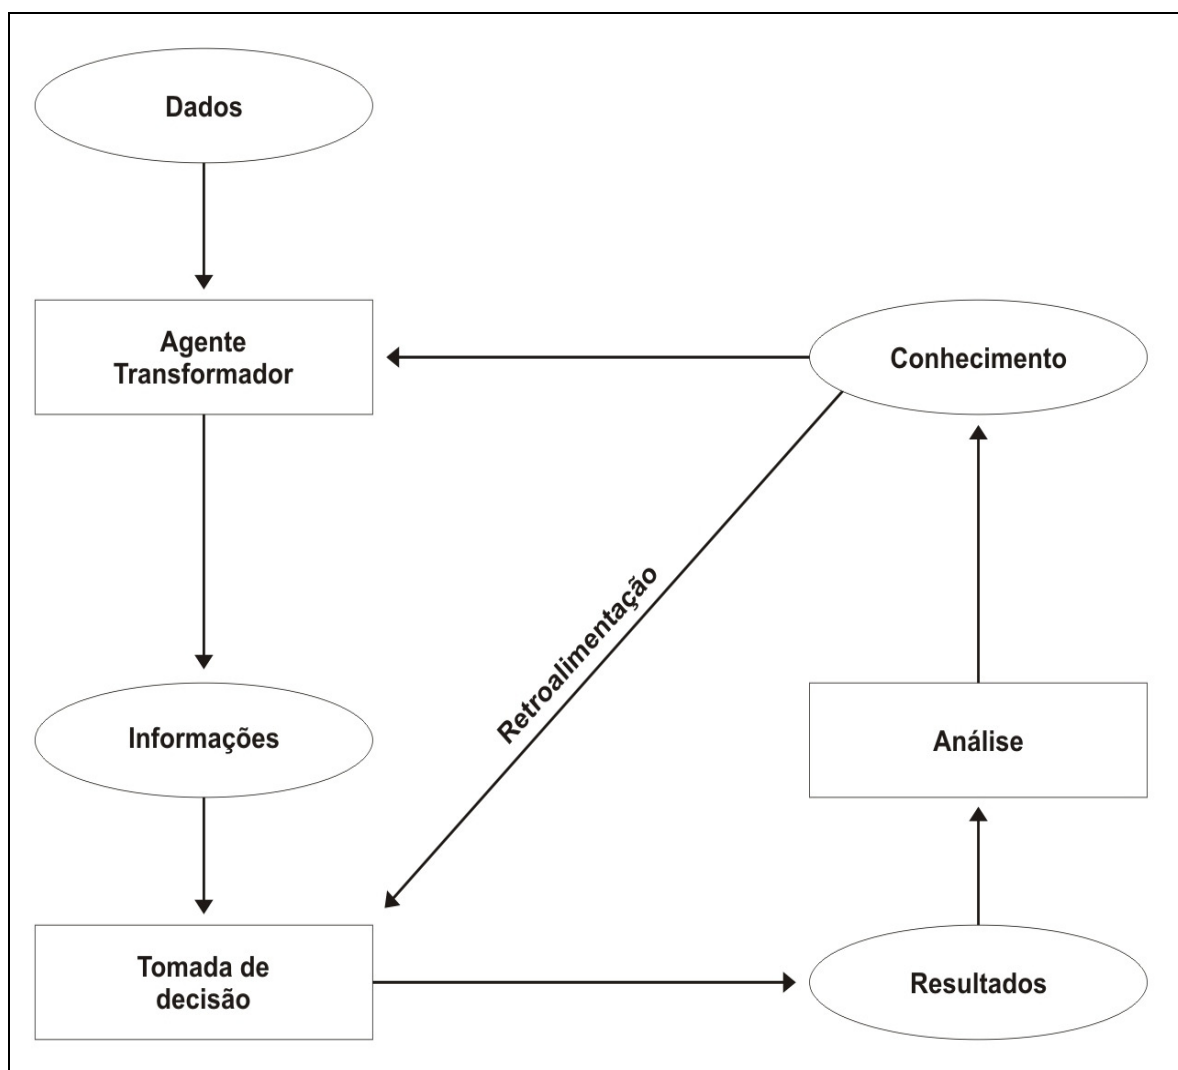 Dados
Agente
Transformador
Conhecimento
Retroalimentação
Informações
Análise
Tomada de
decisão
Resultados